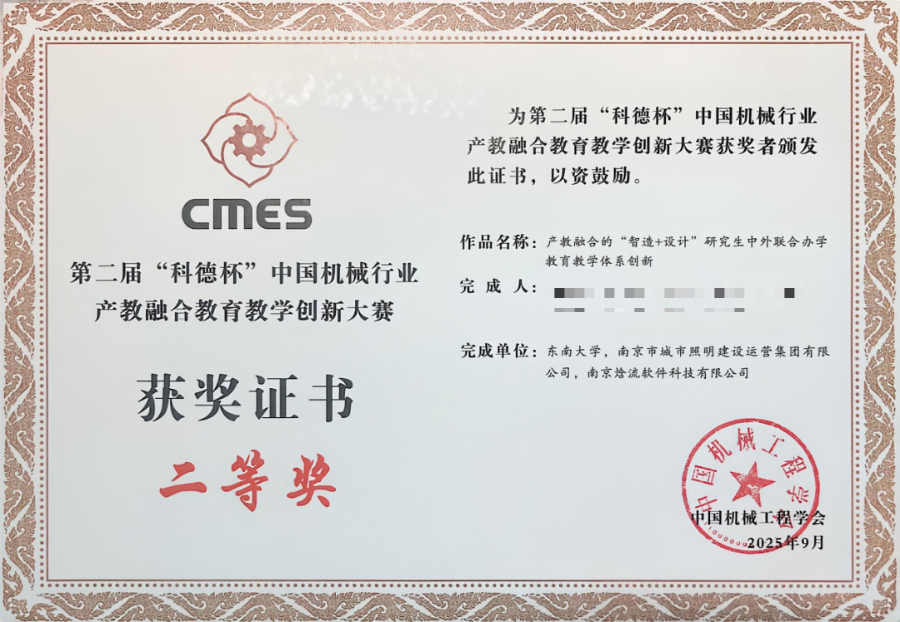 CMES
第二届“科德杯”中国机械行业
产教融合教育教学创新大赛
获奖证书
二等奖
为第二届“科德杯”中国机械行业
产教融合教育教学创新大赛获奖者颁发
此证书，以资鼓励。
作品名称：产教融合的“智造+设计”研究生中外联合办学
教育教学体系创新
完 成 人：
完成单位：东南大学，南京市城市照明建设运营集团有限
公司，南京焓流软件科技有限公司
中国机械工程学会
中国机械工程学会
2025年9月